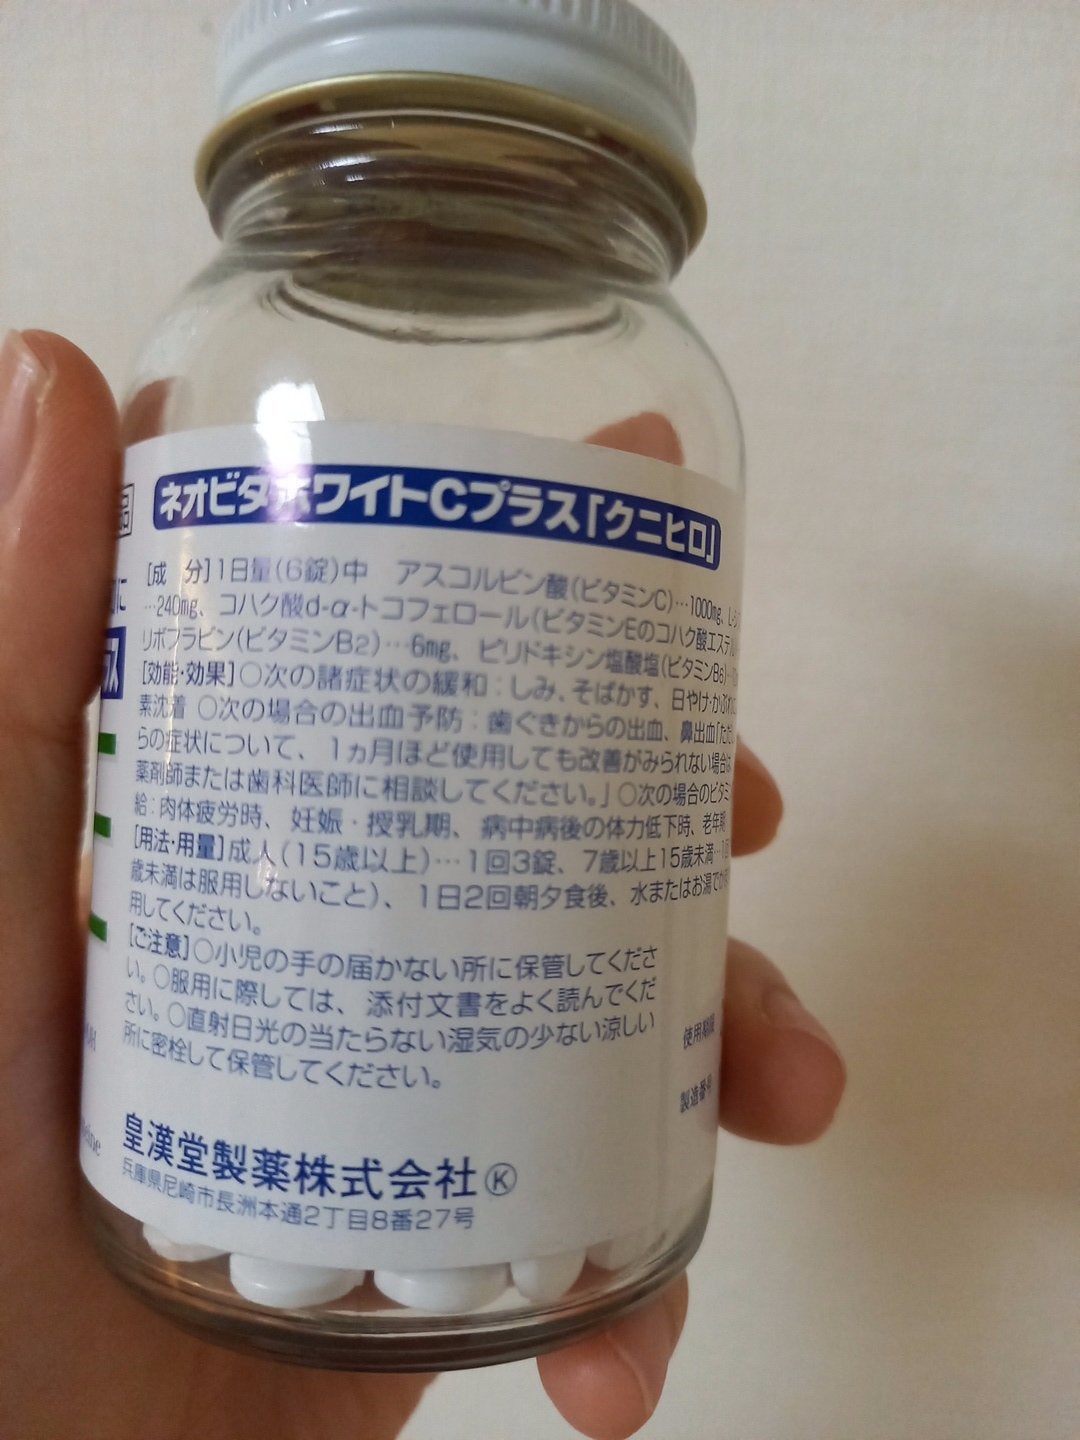 ネオビタホワイトCプラス「クニヒロ」
[成 分]1日量(6錠)中 アスコルビン酸(ビタミンC)…1000mg、L-シ
…240mg、コハク酸d-α-トコフェロール(ビタミンEのコハク酸エステル
リボフラビン(ビタミンB2)…6mg、ピリドキシン塩酸塩(ビタミンB6)…
[効能・効果]○次の諸症状の緩和：しみ、そばかす、日やけ・かぶれに
素沈着 ○次の場合の出血予防：歯ぐきからの出血、鼻出血「ただ
らの症状について、1ヵ月ほど使用しても改善がみられない場合は
薬剤師または歯科医師に相談してください。」○次の場合のビタミ
給：肉体疲労時、妊娠・授乳期、病中病後の体力低下時、老年期
[用法・用量]成人(15歳以上)…1回3錠、7歳以上15歳未満…1回
歳未満は服用しないこと)、1日2回朝夕食後、水またはお湯でか
用してください。
[ご注意]○小児の手の届かない所に保管してくださ
い。○服用に際しては、添付文書をよく読んでくだ
さい。○直射日光の当たらない湿気の少ない涼しい
所に密栓して保管してください。
使用期限
製造番号
皇漢堂製薬株式会社 Ⓚ
兵庫県尼崎市長洲本通2丁目8番27号